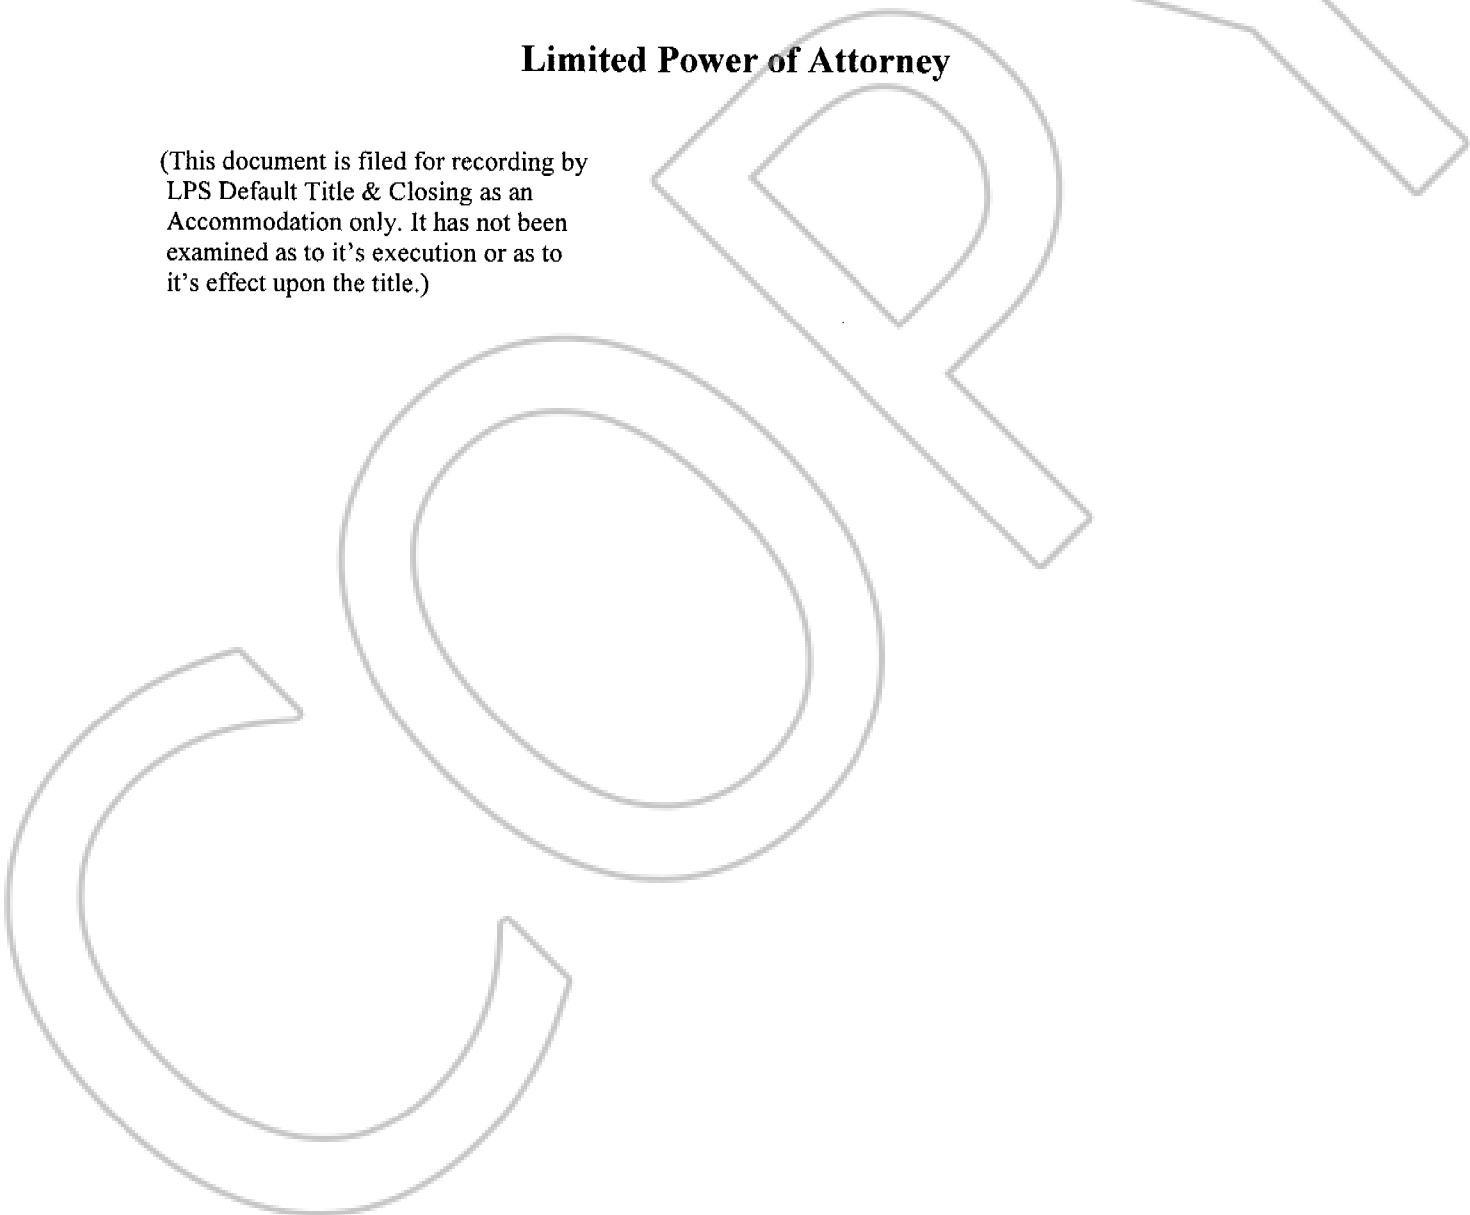 Limited Power of Attorney
(This document is filed for recording by
LPS Default Title & Closing as an
Accommodation only. It has not been
examined as to it's execution or as to
it's effect upon the title.)
COPY